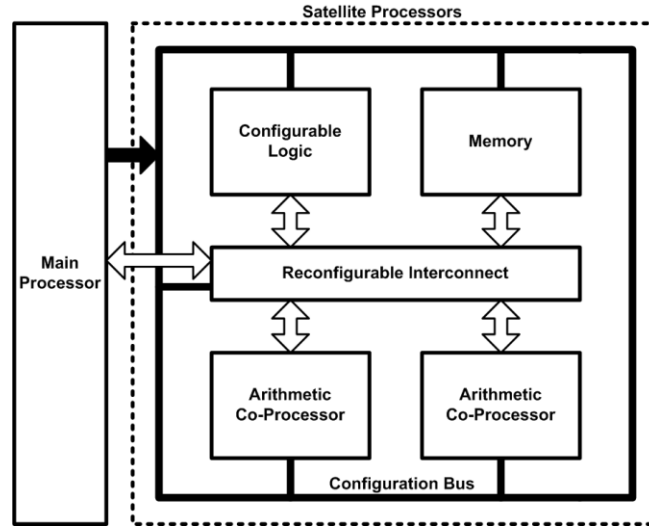 Satellite Processors
Configurable
Logic
Memory
Main
Processor
Reconfigurable Interconnect
Arithmetic
Co-Processor
Arithmetic
Co-Processor
Configuration Bus